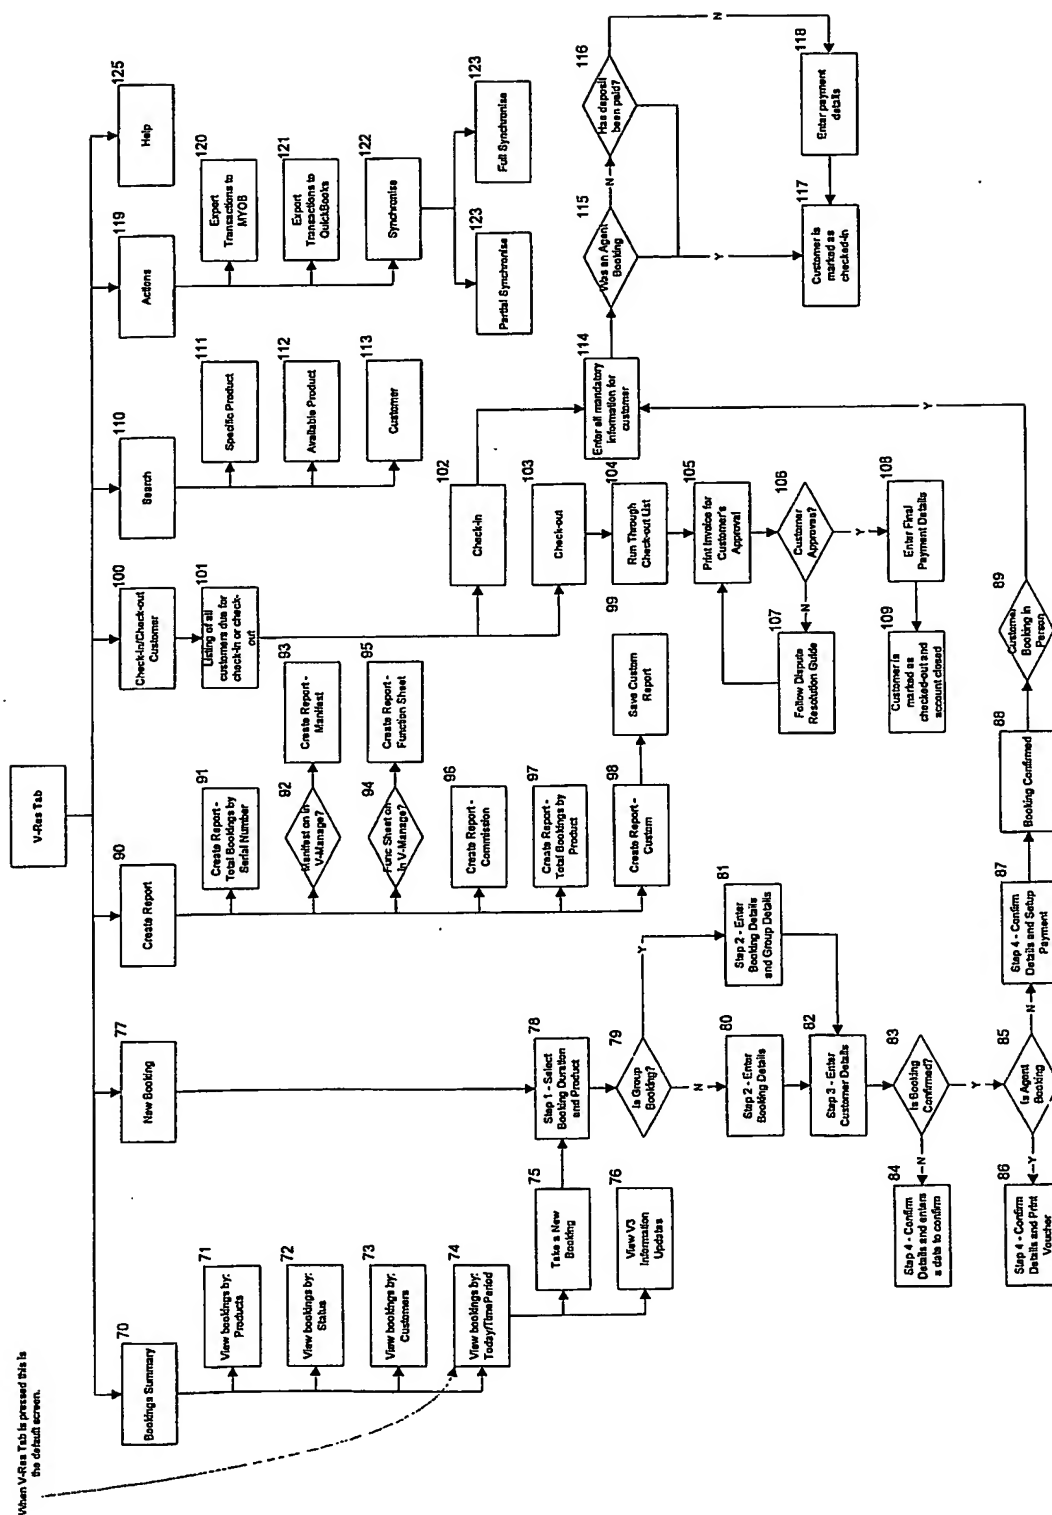 V-Res Tab
When V-Res Tab is pressed this is
the default screen.
70
Bookings Summary
71
View bookings by:
Products
72
View bookings by:
Status
73
View bookings by:
Customers
74
View bookings by:
Today/TimePeriod
75
Take a New
Booking
76
View V3
Information
Updates
77
New Booking
78
Step 1 - Select
Booking Duration
and Product
79
Is Group
Booking?
Y
N
80
Step 2 - Enter
Booking Details
81
Step 2 - Enter
Booking Details
and Group Details
82
Step 3 - Enter
Customer Details
83
Is Booking
Confirmed?
N
Y
84
Step 4 - Confirm
Details and enters
a date to confirm
85
Is Agent
Booking
Y
N
86
Step 4 - Confirm
Details and Print
Voucher
87
Step 4 - Confirm
Details and Setup
Payment
88
Booking Confirmed
89
Customer
Booking in
Person
Y
90
Create Report
91
Create Report -
Total Bookings by
Serial Number
92
Manifest on in
V-Manage?
93
Create Report -
Manifest
94
Func Sheet on
in V-Manage?
95
Create Report -
Function Sheet
96
Create Report -
Commission
97
Create Report -
Total Bookings by
Product
98
Create Report -
Custom
99
Save Custom
Report
100
Check-in/Check-out
Customer
101
Listing of all
customers due for
check-in or check-
out
102
Check-in
103
Check-out
104
Run Through
Check-out List
105
Print Invoice for
Customer's
Approval
106
Customer
Approves?
N
Y
107
Follow Dispute
Resolution Guide
108
Enter Final
Payment Details
109
Customer is
marked as
checked-out and
account closed
110
Search
111
Specific Product
112
Available Product
113
Customer
114
Enter all mandatory
information for
customer
115
Was an Agent
Booking
N
Y
116
Has deposit
been paid?
N
117
Customer is
marked as
checked-in
118
Enter payment
details
119
Actions
120
Export
Transactions to
MYOB
121
Export
Transactions to
QuickBooks
122
Synchronise
123
Partial Synchronise
123
Full Synchronise
125
Help